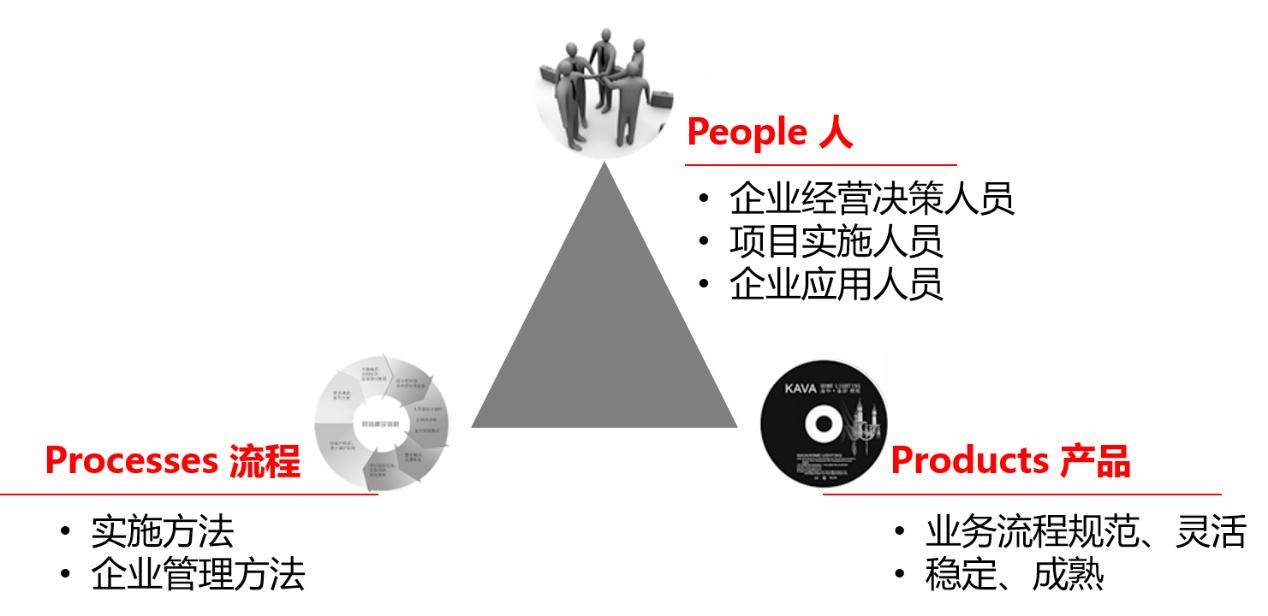 People 人
• 企业经营决策人员
• 项目实施人员
• 企业应用人员
Processes 流程
• 实施方法
• 企业管理方法
KAVA HOME LIGHTING
Products 产品
• 业务流程规范、灵活
• 稳定、成熟